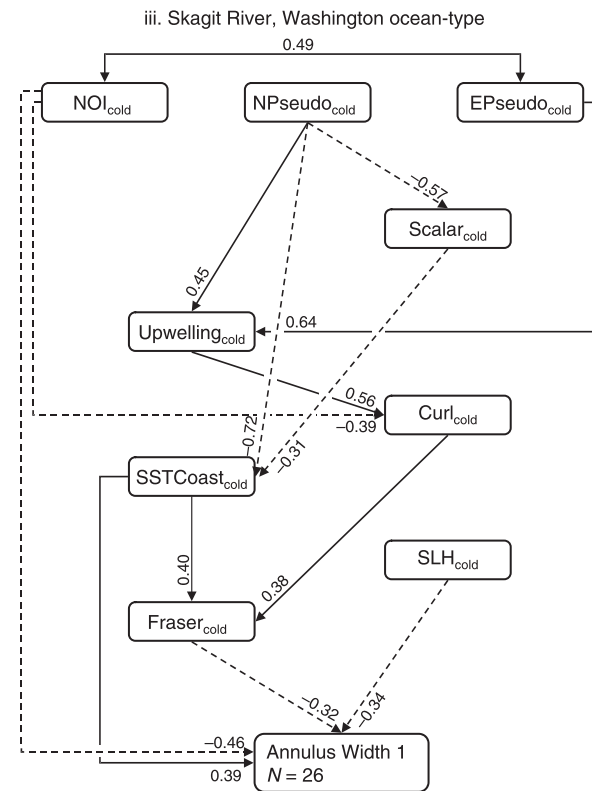 iii. Skagit River, Washington ocean-type
0.49
NOIcold
NPseudocold
EPseudocold
–0.57
Scalarcold
0.45
Upwellingcold
0.64
0.56
Curlcold
–0.39
–0.72
–0.31
SSTCoastcold
SLHcold
0.40
0.38
Frasercold
–0.32
–0.34
–0.46
Annulus Width 1
0.39
N = 26